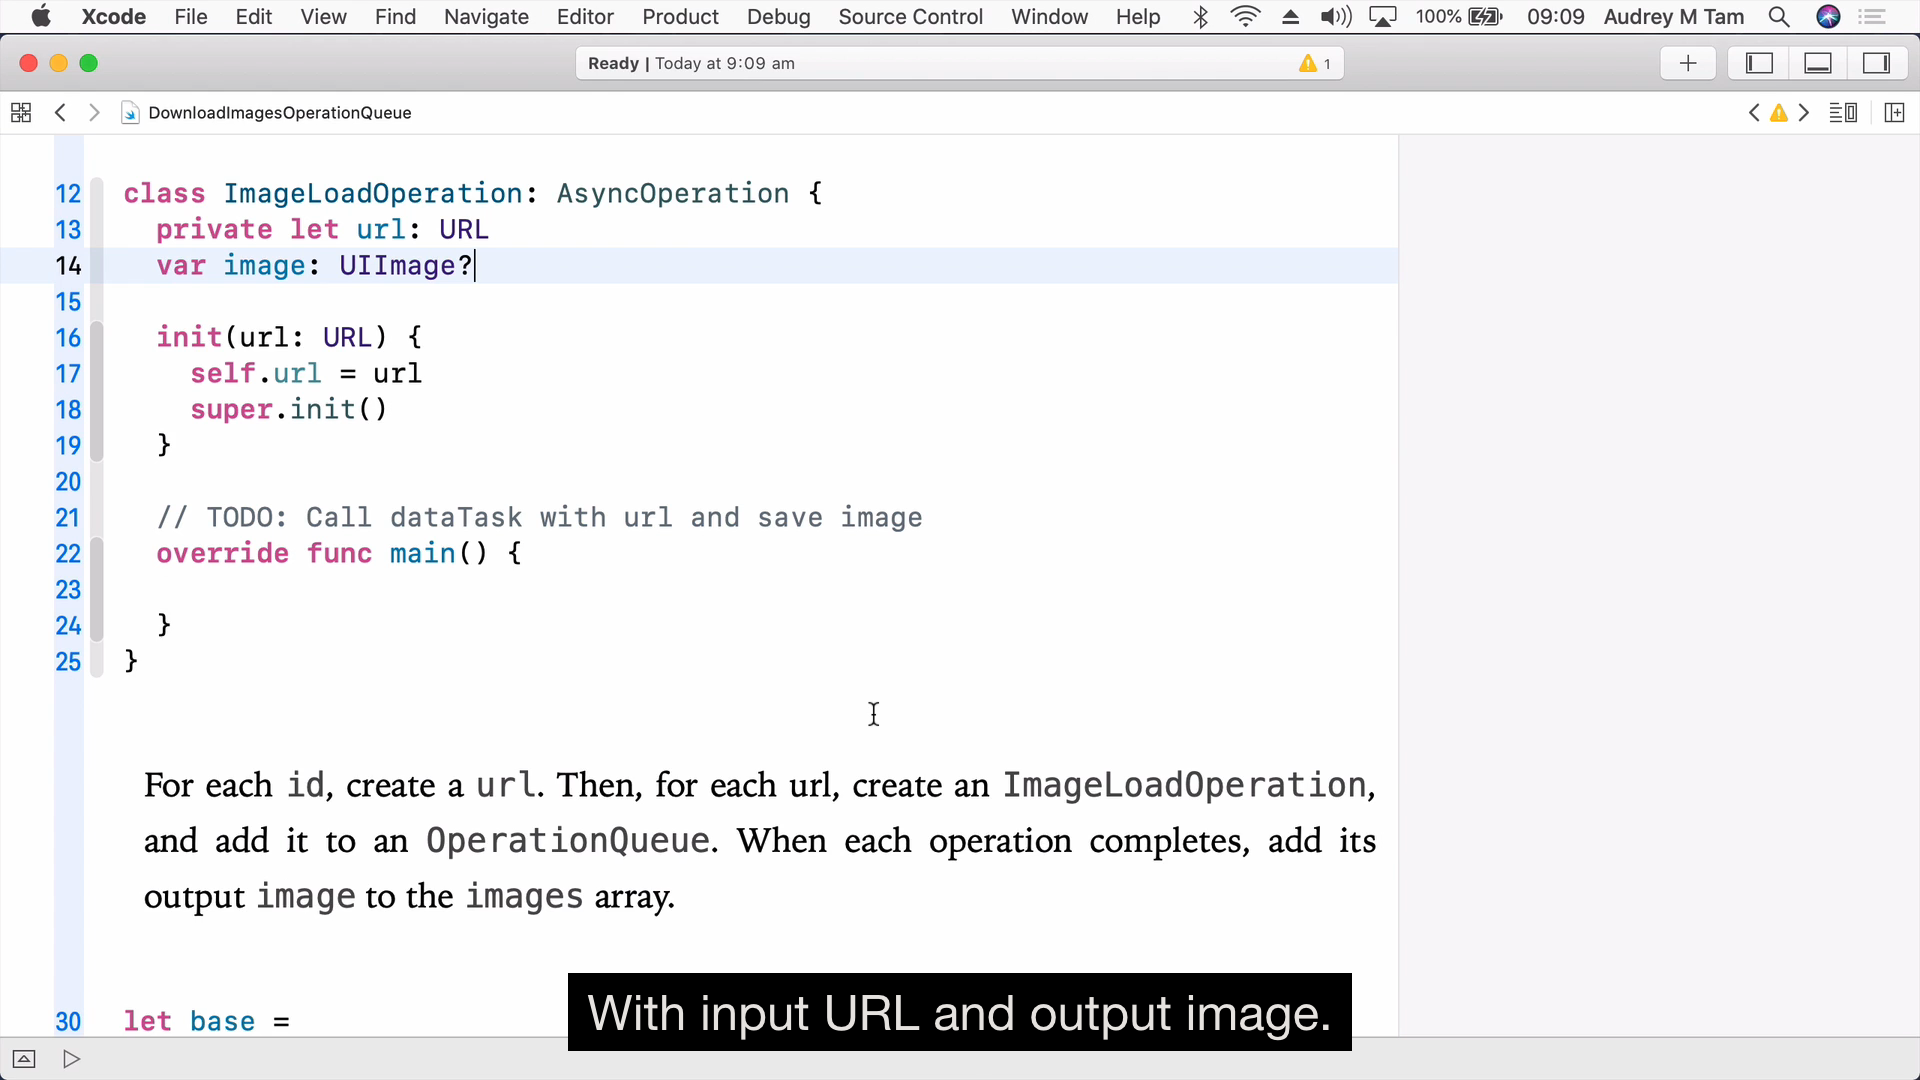 Xcode File Edit View Find Navigate Editor Product Debug Source Control Window Help 100% 09:09 Audrey M Tam
Ready | Today at 9:09 am 1
DownloadImagesOperationQueue
12 class ImageLoadOperation: AsyncOperation {
13 private let url: URL
14 var image: UIImage?
15
16 init(url: URL) {
17 self.url = url
18 super.init()
19 }
20
21 // TODO: Call dataTask with url and save image
22 override func main() {
23
24 }
25 }
For each id, create a url. Then, for each url, create an ImageLoadOperation,
and add it to an OperationQueue. When each operation completes, add its
output image to the images array.
30 let base =
With input URL and output image.